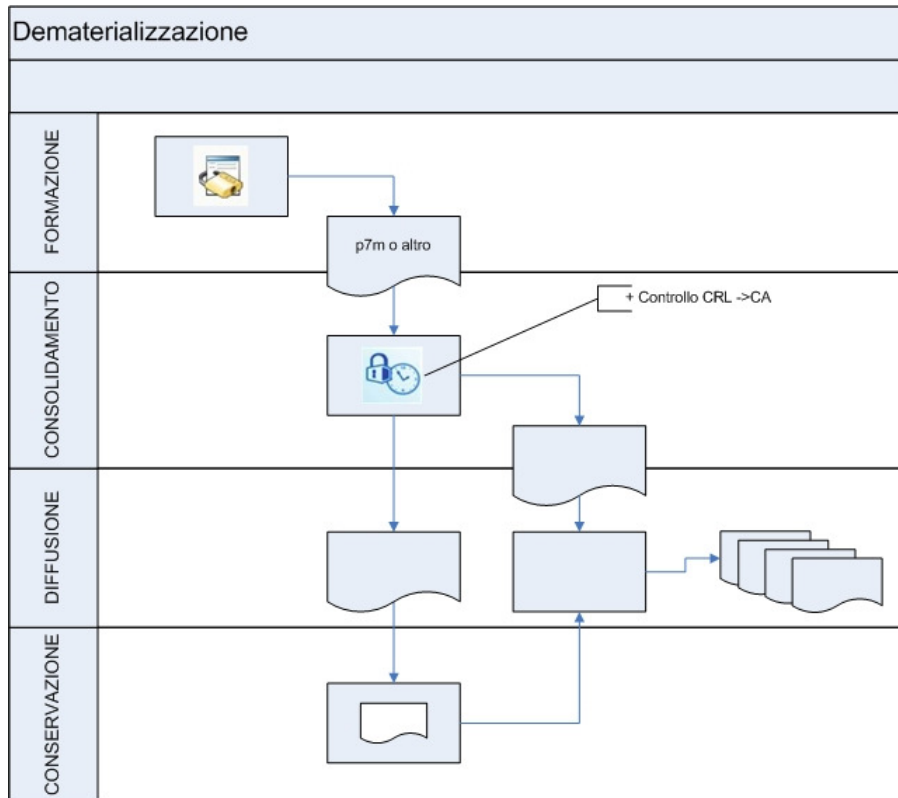 Dematerializzazione
FORMAZIONE
p7m o altro
CONSOLIDAMENTO
+ Controllo CRL ->CA
DIFFUSIONE
CONSERVAZIONE